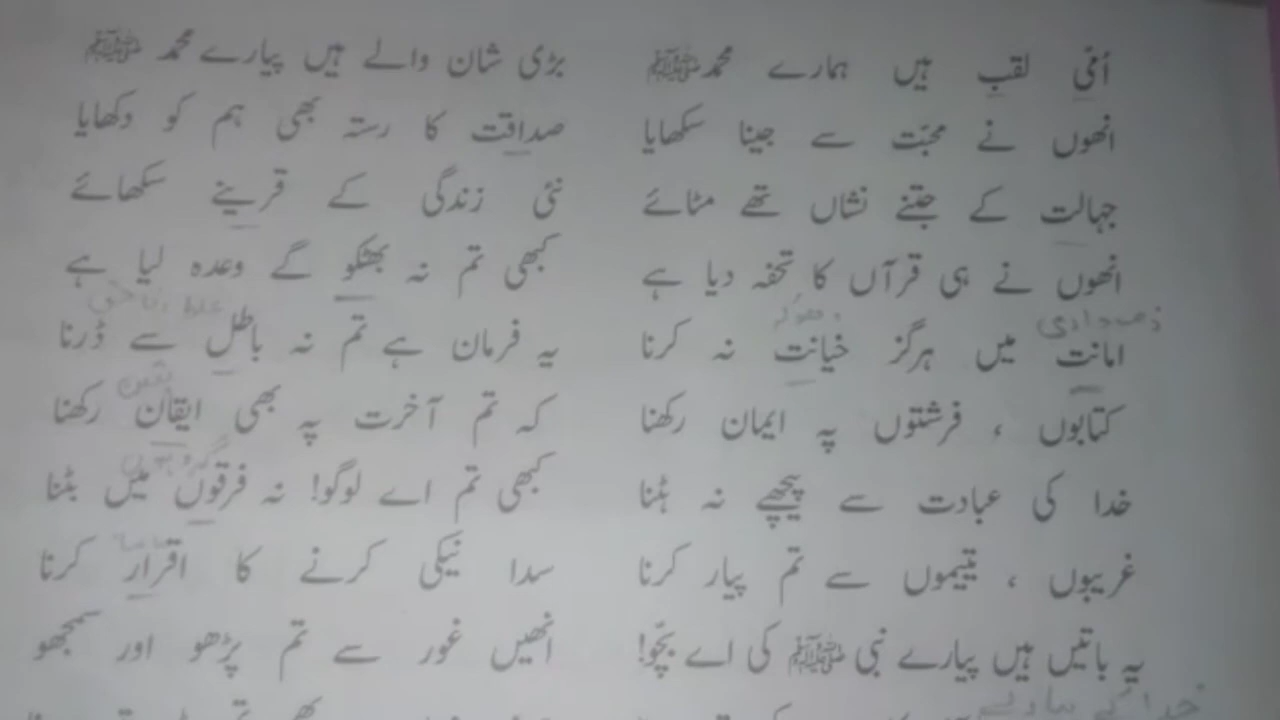 اُمّی لقب ہیں ہمارے محمد ﷺ بڑی شان والے ہیں پیارے محمد ﷺ
انھوں نے محبّت سے جینا سکھایا صداقت کا رستہ بھی ہم کو دکھایا
جہالت کے جتنے نشاں تھے مٹائے نئی زندگی کے قرینے سکھائے
انھوں نے ہی قرآں کا تحفہ دیا ہے کبھی تم نہ بھٹکو گے وعدہ لیا ہے
دھوکہ
امانت میں ہرگز خیانت نہ کرنا یہ فرمان ہے تم نہ باطل سے ڈرنا
یقین
کتابوں ، فرشتوں پہ ایمان رکھنا کہ تم آخرت پہ بھی ایقان رکھنا
گروہوں
خدا کی عبادت سے پیچھے نہ ہٹنا کبھی تم اے لوگو! نہ فرقوں میں بٹنا
غریبوں ، یتیموں سے تم پیار کرنا سدا نیکی کرنے کا اقرار کرنا
یہ باتیں ہیں پیارے نبی ﷺ کی اے بچّو! انھیں غور سے تم پڑھو اور سمجھو